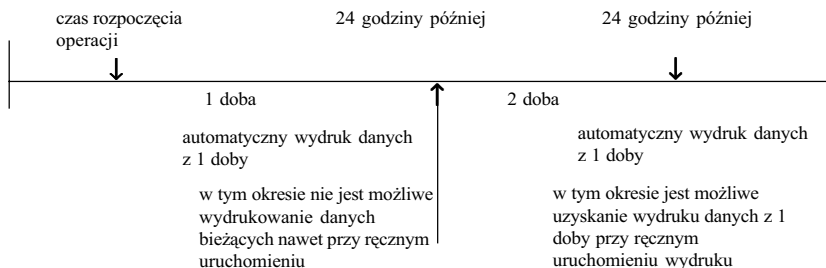 czas rozpoczęcia
operacji
24 godziny później
24 godziny później
1 doba
2 doba
automatyczny wydruk danych
z 1 doby
w tym okresie nie jest możliwe
wydrukowanie danych
bieżących nawet przy ręcznym
uruchomieniu
automatyczny wydruk danych
z 1 doby
w tym okresie jest możliwe
uzyskanie wydruku danych z 1
doby przy ręcznym
uruchomieniu wydruku